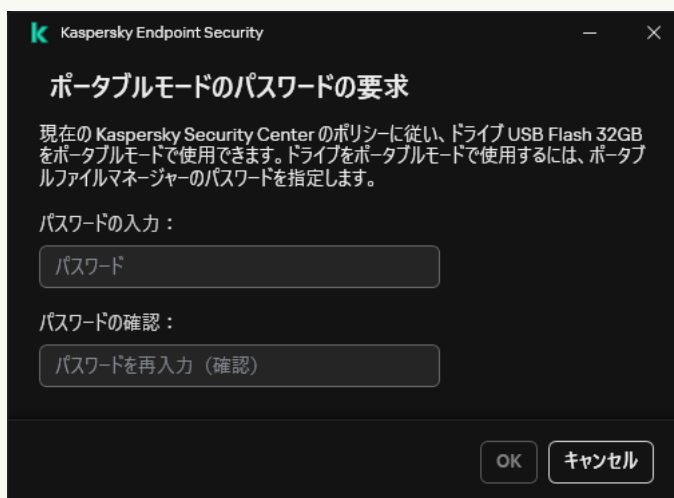 Kaspersky Endpoint Security
ポータブルモードのパスワードの要求
現在の Kaspersky Security Center のポリシーに従い、ドライブ USB Flash 32GB
をポータブルモードで使用できます。ドライブをポータブルモードで使用するには、ポータブ
ルファイルマネージャーのパスワードを指定します。
パスワードの入力：
パスワード
パスワードの確認：
パスワードを再入力（確認）
OK キャンセル